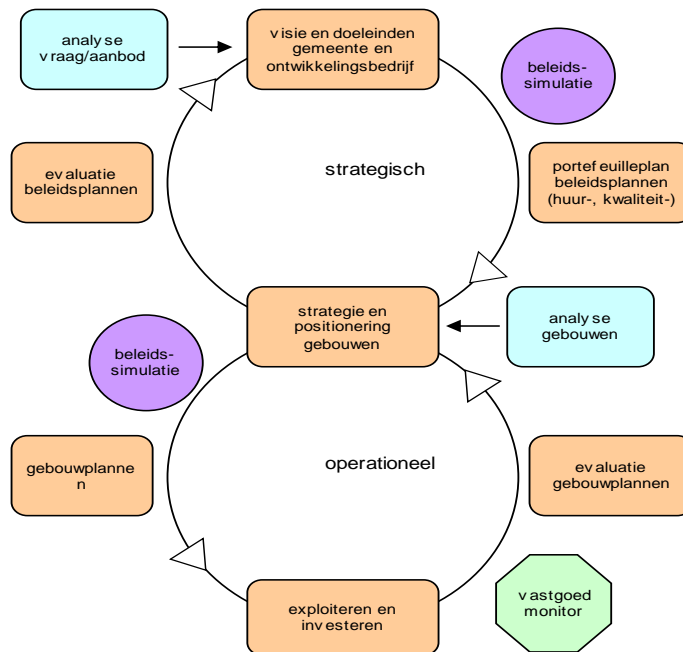 analyse
vraag/aanbod
visie en doeleinden
gemeente en
ontwikkelingsbedrijf
beleids-
simulatie
evaluatie
beleidsplannen
strategisch
portefeuilleplan
beleidsplannen
(huur-, kwaliteit-)
strategie en
positionering
gebouwen
analyse
gebouwen
beleids-
simulatie
gebouwplanne
n
operationeel
evaluatie
gebouwplannen
exploiteren en
investeren
vastgoed
monitor